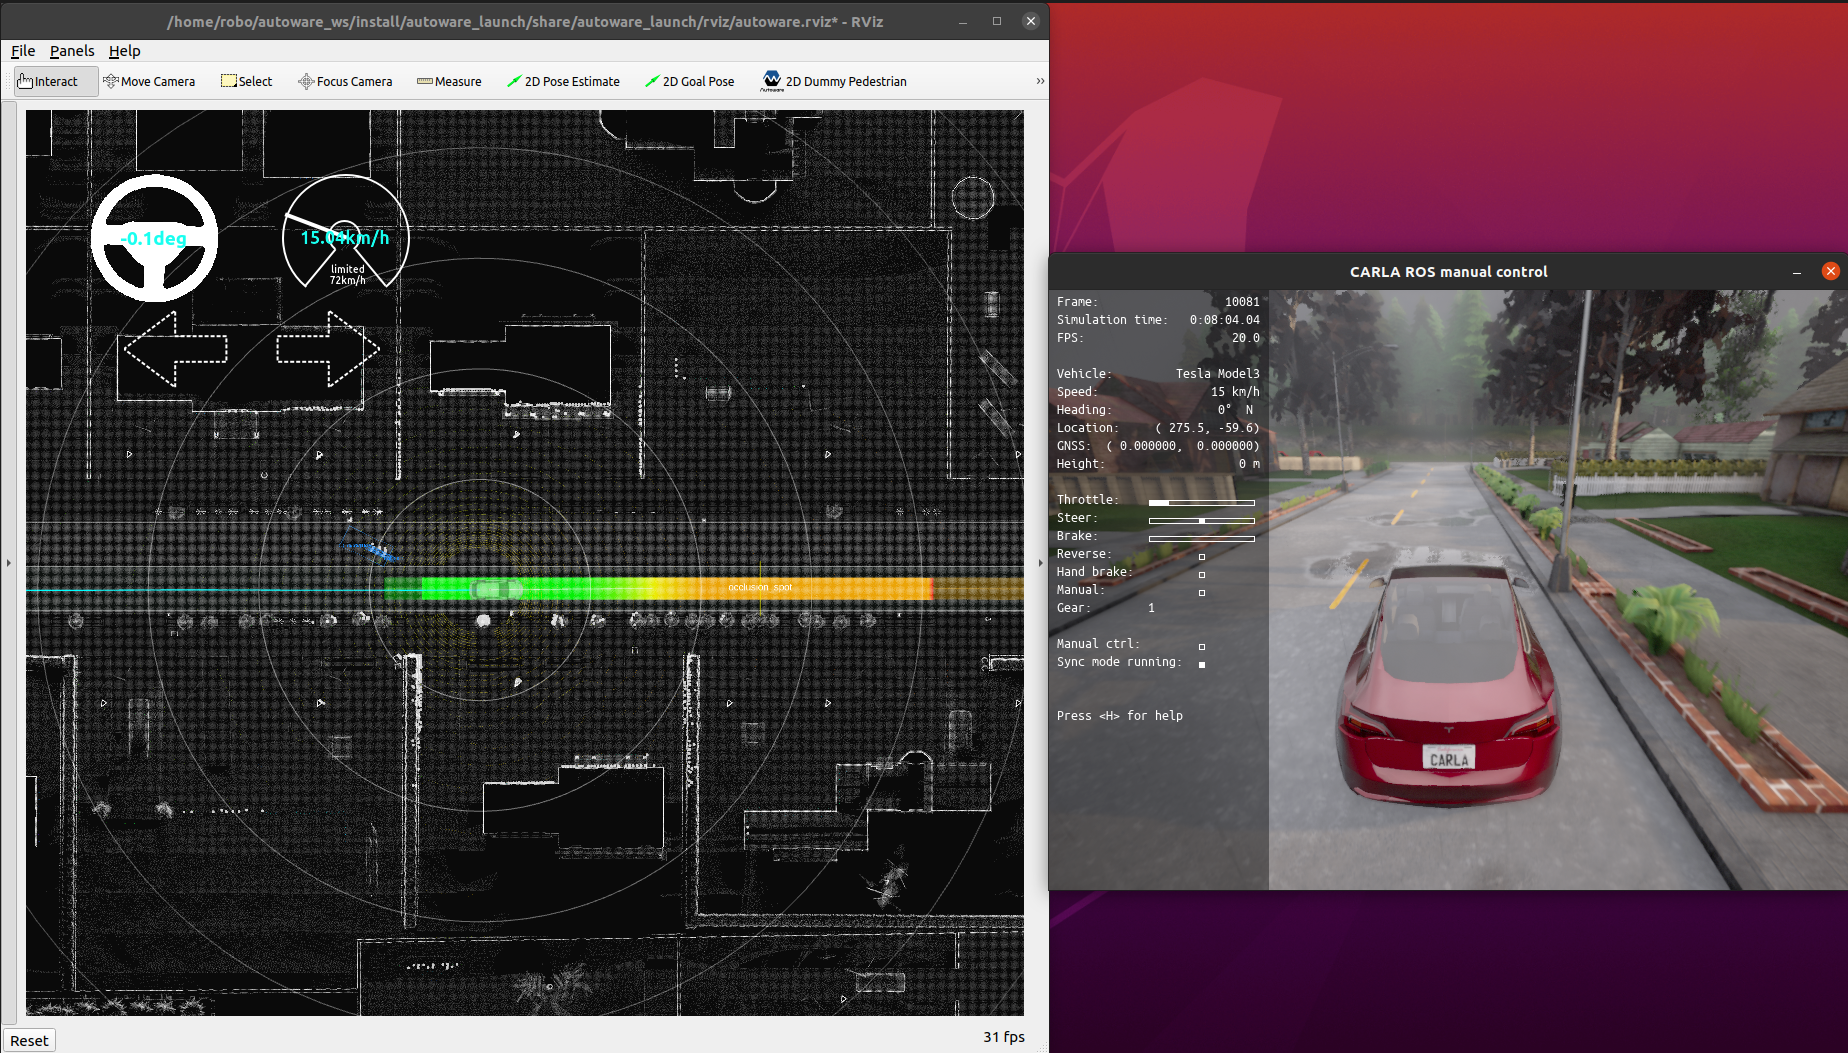 /home/robo/autoware_ws/install/autoware_launch/share/autoware_launch/rviz/autoware.rviz* - RViz
File Panels Help
Interact Move Camera Select Focus Camera Measure 2D Pose Estimate 2D Goal Pose Autoware 2D Dummy Pedestrian »
-0.1deg
15.04km/h
limited
72km/h
occlusion_spot
Reset
31 fps
CARLA ROS manual control
Frame: 10081
Simulation time: 0:08:04.04
FPS: 20.0
Vehicle: Tesla Model3
Speed: 15 km/h
Heading: 0° N
Location: ( 275.5, -59.6)
GNSS: ( 0.000000, 0.000000)
Height: 0 m
Throttle:
Steer:
Brake:
Reverse:
Hand brake:
Manual:
Gear: 1
Manual ctrl:
Sync mode running:
Press <H> for help
CARLA